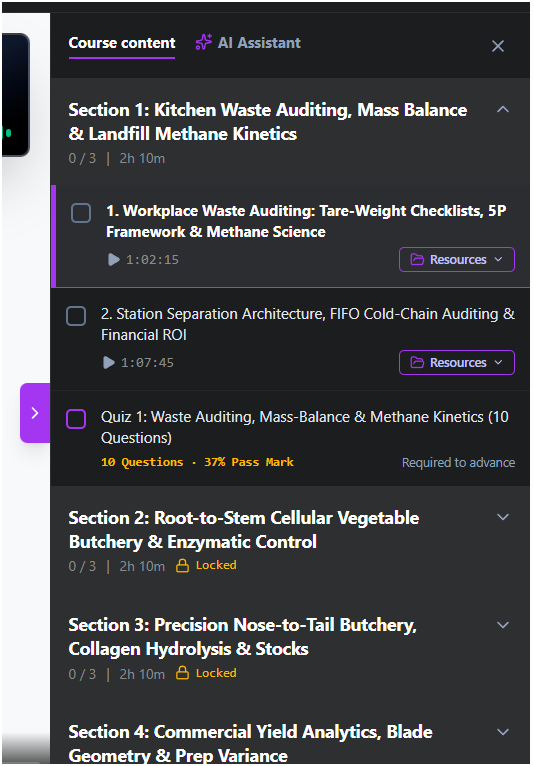 Course content
AI Assistant
Section 1: Kitchen Waste Auditing, Mass Balance
& Landfill Methane Kinetics
0 / 3 | 2h 10m
1. Workplace Waste Auditing: Tare-Weight Checklists, 5P
Framework & Methane Science
1:02:15
Resources
2. Station Separation Architecture, FIFO Cold-Chain Auditing &
Financial ROI
1:07:45
Resources
Quiz 1: Waste Auditing, Mass-Balance & Methane Kinetics (10
Questions)
10 Questions · 37% Pass Mark
Required to advance
Section 2: Root-to-Stem Cellular Vegetable
Butchery & Enzymatic Control
0 / 3 | 2h 10m Locked
Section 3: Precision Nose-to-Tail Butchery,
Collagen Hydrolysis & Stocks
0 / 3 | 2h 10m Locked
Section 4: Commercial Yield Analytics, Blade
Geometry & Prep Variance